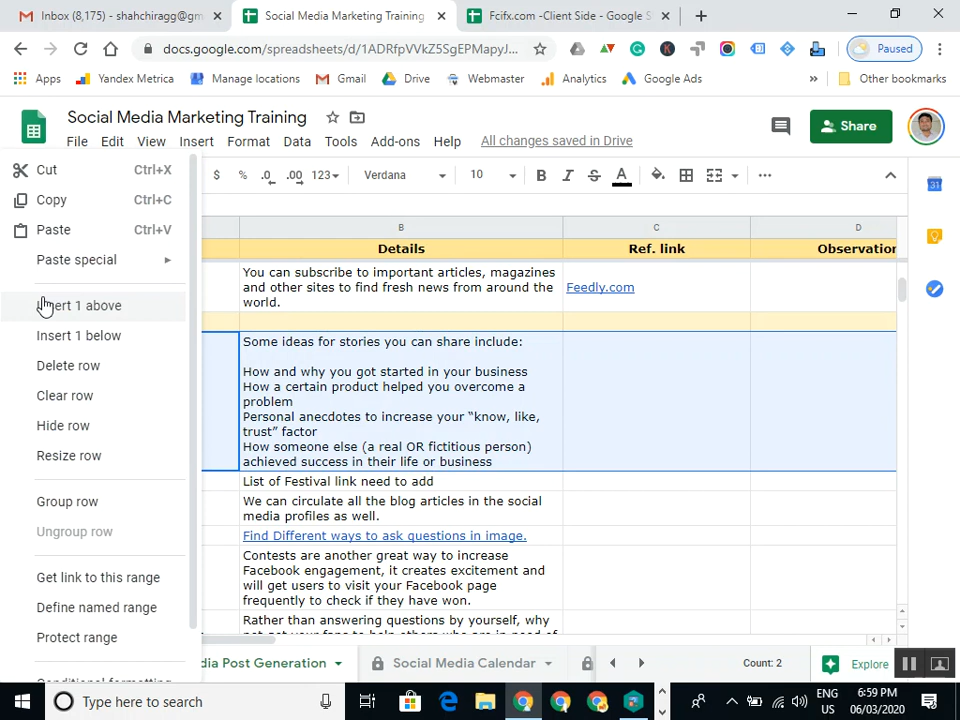 Inbox (8,175) - shahchiragg@gm
Social Media Marketing Training
Fcifx.com -Client Side - Google S
docs.google.com/spreadsheets/d/1ADRfpVVkZ5SgEPMapyJ...
Paused
Apps
Yandex Metrica
Manage locations
Gmail
Drive
Webmaster
Analytics
Google Ads
»
Other bookmarks
Social Media Marketing Training
File Edit View Insert Format Data Tools Add-ons Help All changes saved in Drive
Share
$ % .0 .00 123 Verdana 10 B I S A
Cut Ctrl+X
Copy Ctrl+C
Paste Ctrl+V
Paste special
Insert 1 above
Insert 1 below
Delete row
Clear row
Hide row
Resize row
Group row
Ungroup row
Get link to this range
Define named range
Protect range
Conditional formatting
B C D
Details Ref. link Observation
You can subscribe to important articles, magazines
and other sites to find fresh news from around the
world.
Feedly.com
Some ideas for stories you can share include:
How and why you got started in your business
How a certain product helped you overcome a
problem
Personal anecdotes to increase your “know, like,
trust” factor
How someone else (a real OR fictitious person)
achieved success in their life or business
List of Festival link need to add
We can circulate all the blog articles in the social
media profiles as well.
Find Different ways to ask questions in image.
Contests are another great way to increase
Facebook engagement, it creates excitement and
will get users to visit your Facebook page
frequently to check if they have won.
Rather than answering questions by yourself, why
dia Post Generation
Social Media Calendar
Count: 2
Explore
Type here to search
ENG
US
6:59 PM
06/03/2020